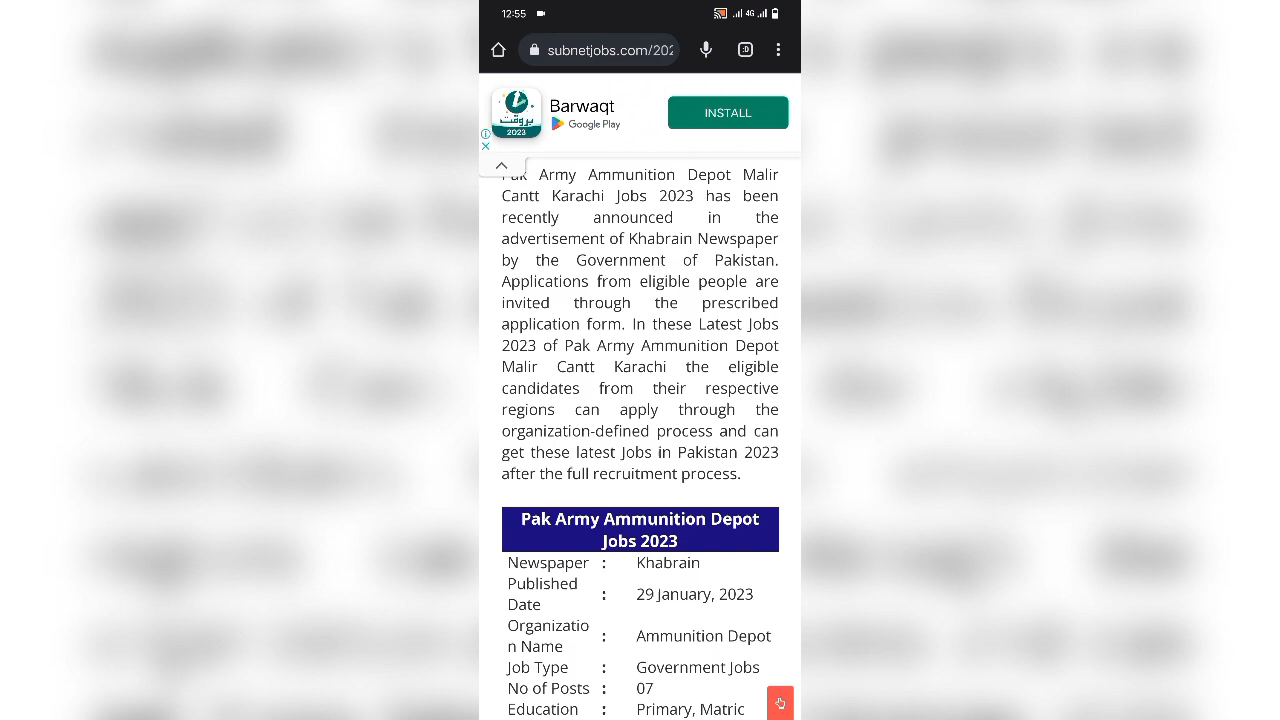 12:55
4G
subnetjobs.com/202
:D
بروقت
2023
Barwaqt
Google Play
INSTALL
Pak Army Ammunition Depot Malir
Cantt Karachi Jobs 2023 has been
recently announced in the
advertisement of Khabrain Newspaper
by the Government of Pakistan.
Applications from eligible people are
invited through the prescribed
application form. In these Latest Jobs
2023 of Pak Army Ammunition Depot
Malir Cantt Karachi the eligible
candidates from their respective
regions can apply through the
organization-defined process and can
get these latest Jobs in Pakistan 2023
after the full recruitment process.
Pak Army Ammunition Depot
Jobs 2023
Newspaper : Khabrain
Published
Date : 29 January, 2023
Organizatio
n Name : Ammunition Depot
Job Type : Government Jobs
No of Posts : 07
Education : Primary, Matric